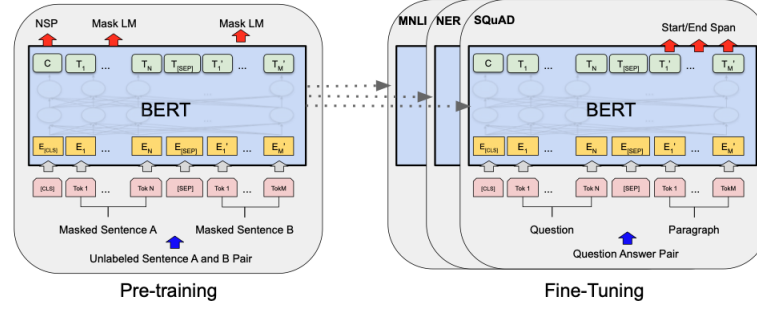 NSP Mask LM Mask LM
C T1 ... TN T[SEP] T1' ... TM'
BERT
E[CLS] E1 ... EN E[SEP] E1' ... EM'
[CLS] Tok 1 ... Tok N [SEP] Tok 1 ... TokM
Masked Sentence A Masked Sentence B
Unlabeled Sentence A and B Pair
Pre-training
MNLI NER SQuAD
Start/End Span
C T1 ... TN T[SEP] T1' ... TM'
BERT
E[CLS] E1 ... EN E[SEP] E1' ... EM'
[CLS] Tok 1 ... Tok N [SEP] Tok 1 ... TokM
Question Paragraph
Question Answer Pair
Fine-Tuning